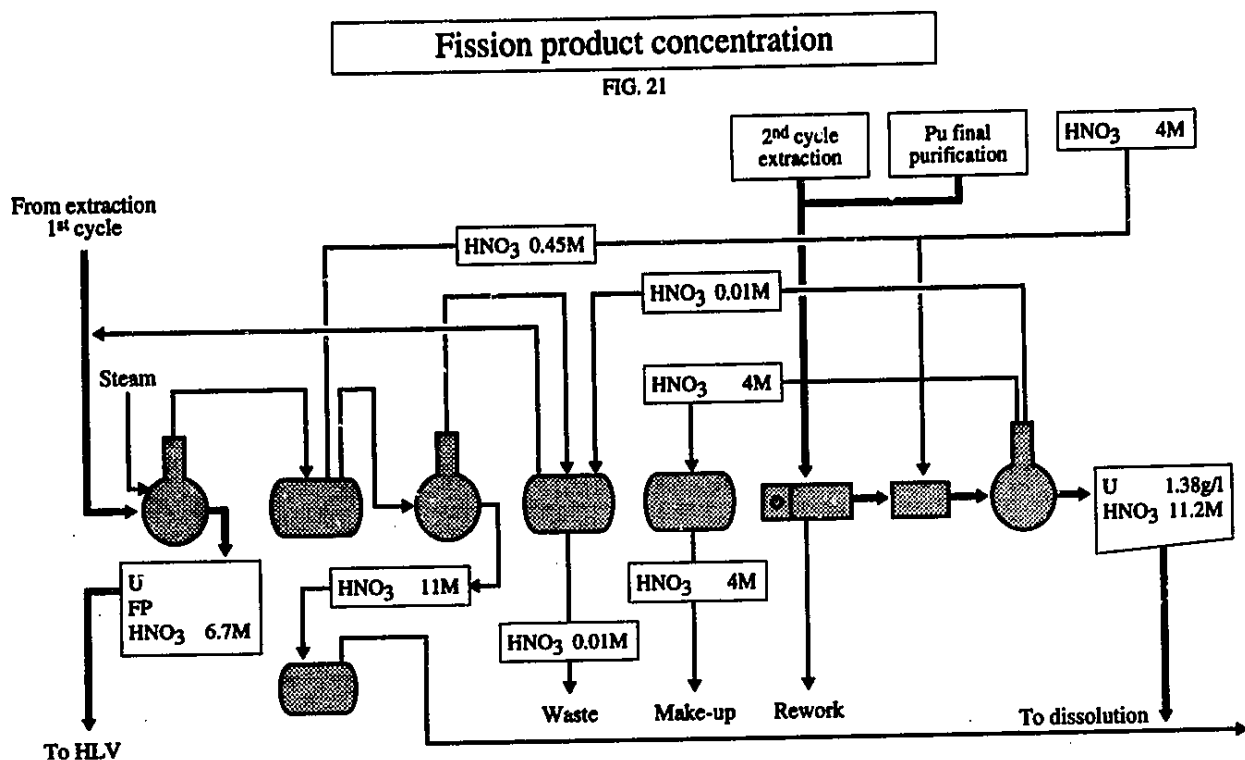 Fission product concentration
FIG. 21
2nd cycle
extraction
Pu final
purification
HNO3 4M
From extraction
1st cycle
HNO3 0.45M
HNO3 0.01M
Steam
HNO3 4M
U 1.38g/l
HNO3 11.2M
HNO3 11M
HNO3 4M
U
FP
HNO3 6.7M
HNO3 0.01M
Waste
Make-up
Rework
To dissolution
To HLV